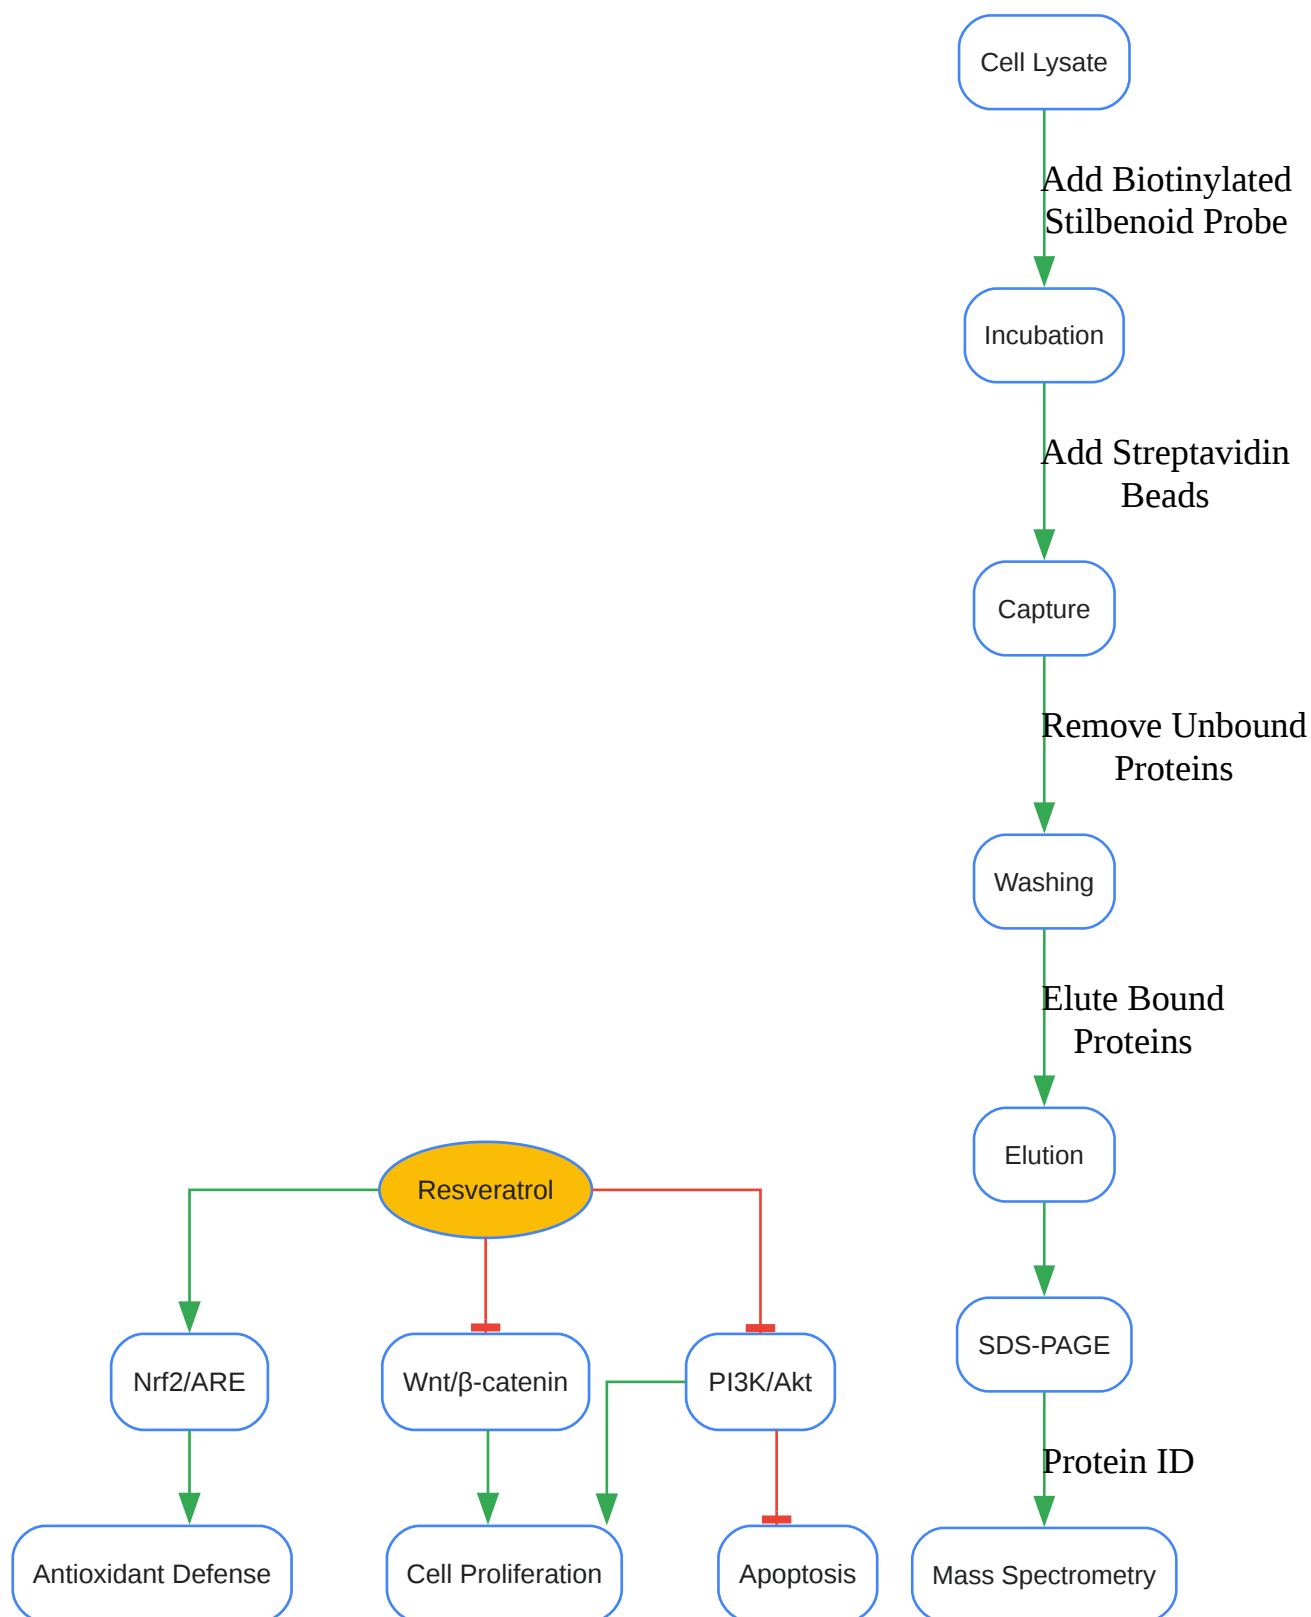 Cell Lysate
Add Biotinylated
Stilbenoid Probe
Incubation
Add Streptavidin
Beads
Capture
Remove Unbound
Proteins
Washing
Elute Bound
Proteins
Elution
SDS-PAGE
Protein ID
Mass Spectrometry
Resveratrol
Nrf2/ARE
Wnt/β-catenin
PI3K/Akt
Antioxidant Defense
Cell Proliferation
Apoptosis